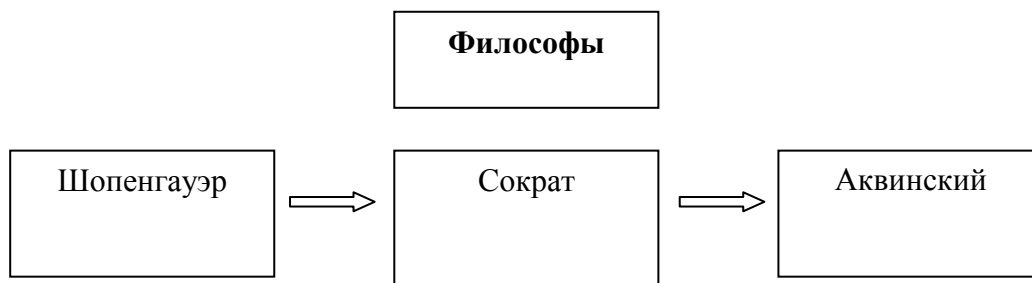 Философы
Шопенгауэр
Сократ
Аквинский